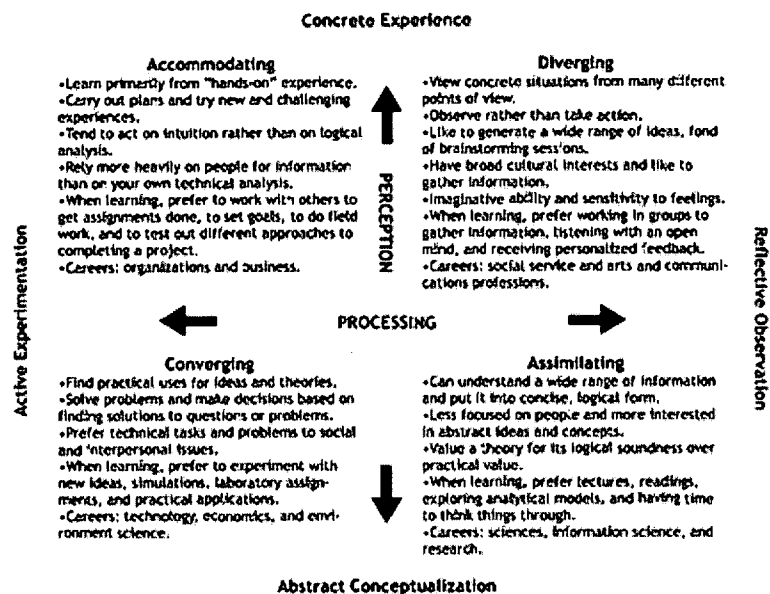 Concrete Experience
Accommodating
•Learn primarily from "hands-on" experience.
•Carry out plans and try new and challenging
experiences.
•Tend to act on intuition rather than on logical
analysis.
•Rely more heavily on people for information
than on your own technical analysis.
•When learning, prefer to work with others to
get assignments done, to set goals, to do field
work, and to test out different approaches to
completing a project.
•Careers: organizations and business.
PERCEPTION
Diverging
•View concrete situations from many different
points of view.
•Observe rather than take action.
•Like to generate a wide range of ideas, fond
of brainstorming sessions.
•Have broad cultural interests and like to
gather information.
•Imaginative ability and sensitivity to feelings.
•When learning, prefer working in groups to
gather information, listening with an open
mind, and receiving personalized feedback.
•Careers: social service and arts and communi-
cations professions.
Active Experimentation
PROCESSING
Reflective Observation
Converging
•Find practical uses for ideas and theories.
•Solve problems and make decisions based on
finding solutions to questions or problems.
•Prefer technical tasks and problems to social
and interpersonal issues.
•When learning, prefer to experiment with
new ideas, simulations, laboratory assign-
ments, and practical applications.
•Careers: technology, economics, and envi-
ronment science.
Assimilating
•Can understand a wide range of information
and put it into concise, logical form.
•Less focused on people and more interested
in abstract ideas and concepts.
•Value a theory for its logical soundness over
practical value.
•When learning, prefer lectures, readings,
exploring analytical models, and having time
to think things through.
•Careers: sciences, information science, and
research.
Abstract Conceptualization